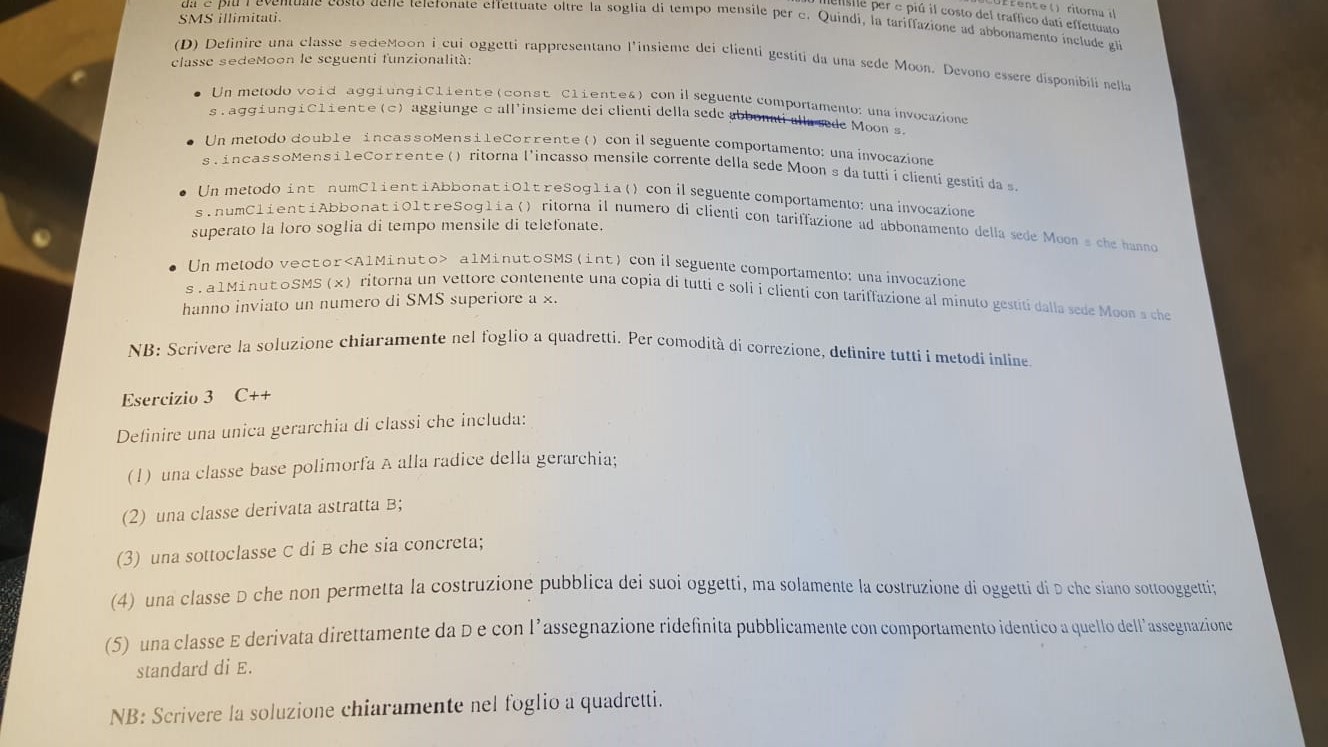 mensile per c più il costo del traffico dati effettuato
da c più l'eventuale costo delle telefonate effettuate oltre la soglia di tempo mensile per c. Quindi, la tariffazione ad abbonamento include gli
SMS illimitati.
(D) Definire una classe sedeMoon i cui oggetti rappresentano l'insieme dei clienti gestiti da una sede Moon. Devono essere disponibili nella
classe sedeMoon le seguenti funzionalità:
• Un metodo void aggiungiCliente(const Cliente&) con il seguente comportamento: una invocazione
s.aggiungiCliente(c) aggiunge c all'insieme dei clienti della sede abbonati alla sede Moon s.
• Un metodo double incassoMensileCorrente() con il seguente comportamento: una invocazione
s.incassoMensileCorrente() ritorna l'incasso mensile corrente della sede Moon s da tutti i clienti gestiti da s.
• Un metodo int numClientiAbbonatiOltreSoglia() con il seguente comportamento: una invocazione
s.numClientiAbbonatiOltreSoglia() ritorna il numero di clienti con tariffazione ad abbonamento della sede Moon s che hanno
superato la loro soglia di tempo mensile di telefonate.
• Un metodo vector<AlMinuto> alMinutoSMS(int) con il seguente comportamento: una invocazione
s.alMinutoSMS(x) ritorna un vettore contenente una copia di tutti e soli i clienti con tariffazione al minuto gestiti dalla sede Moon s che
hanno inviato un numero di SMS superiore a x.
NB: Scrivere la soluzione chiaramente nel foglio a quadretti. Per comodità di correzione, definire tutti i metodi inline.
Esercizio 3 C++
Definire una unica gerarchia di classi che includa:
(1) una classe base polimorfa A alla radice della gerarchia;
(2) una classe derivata astratta B;
(3) una sottoclasse C di B che sia concreta;
(4) una classe D che non permetta la costruzione pubblica dei suoi oggetti, ma solamente la costruzione di oggetti di D che siano sottooggetti;
(5) una classe E derivata direttamente da D e con l'assegnazione ridefinita pubblicamente con comportamento identico a quello dell'assegnazione
standard di E.
NB: Scrivere la soluzione chiaramente nel foglio a quadretti.